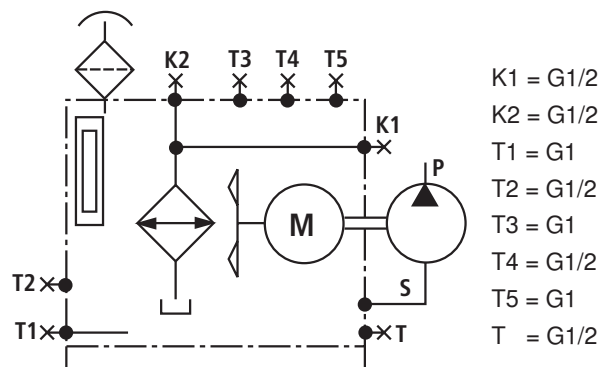 K2 T3 T4 T5
K1
P
M
T2
S
T1
T
K1 = G1/2
K2 = G1/2
T1 = G1
T2 = G1/2
T3 = G1
T4 = G1/2
T5 = G1
T = G1/2